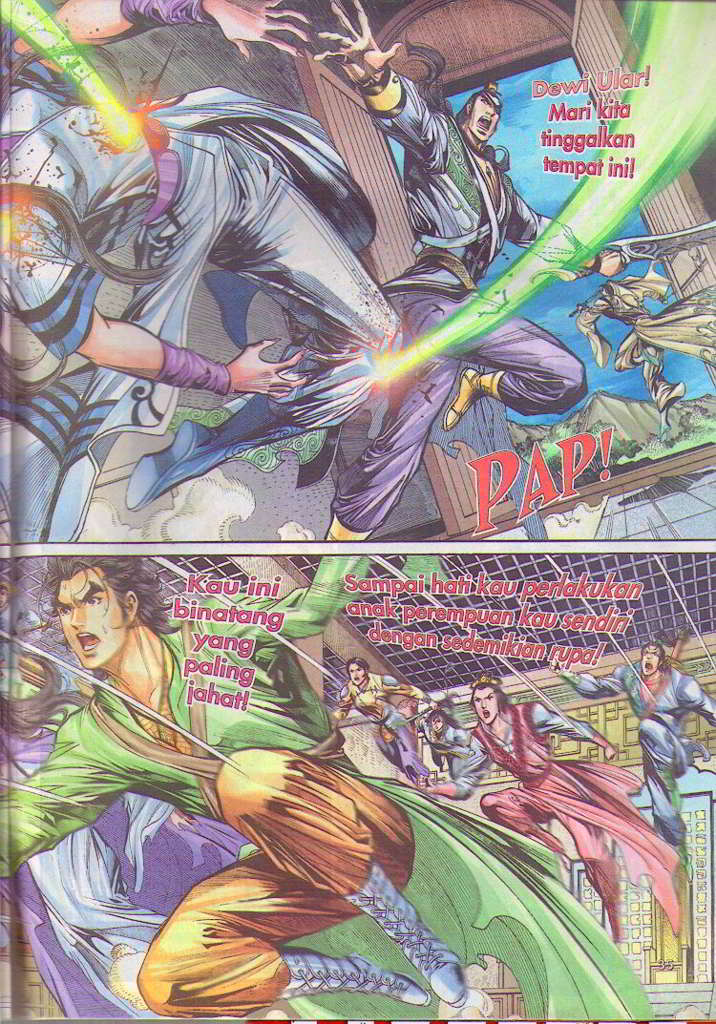 Dewi Ular!
Mari kita
tinggalkan
tempat ini!
PAP!
Kau ini
binatang
yang
paling
jahat!
Sampai hati kau perlakukan
anak perempuan kau sendiri
dengan sedemikian rupa!
35